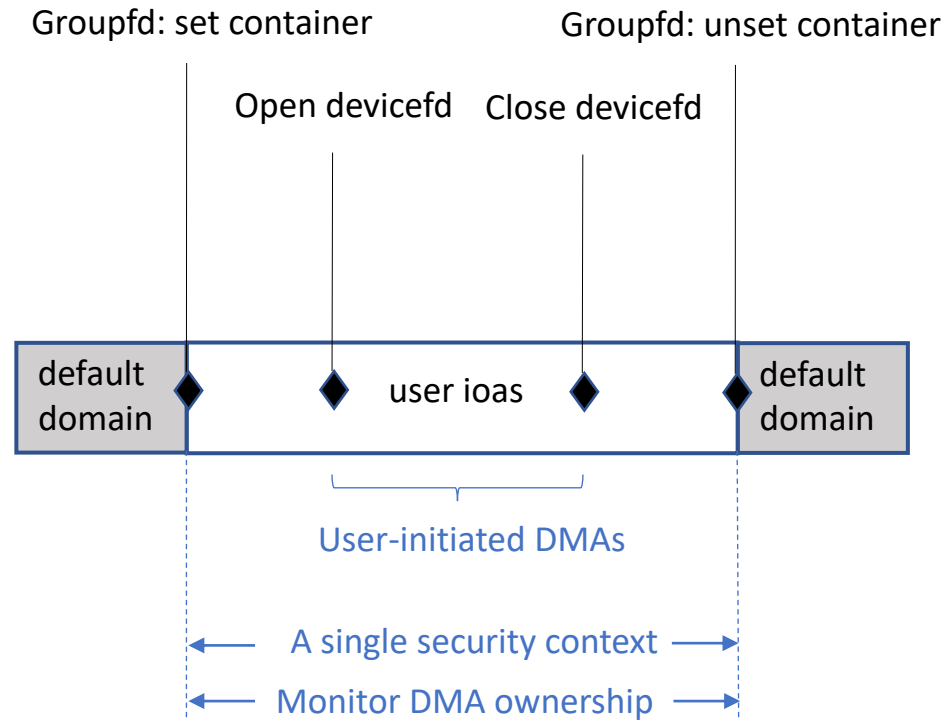 Groupfd: set container
Groupfd: unset container
Open devicefd
Close devicefd
default
domain
user ioas
default
domain
User-initiated DMAs
A single security context
Monitor DMA ownership